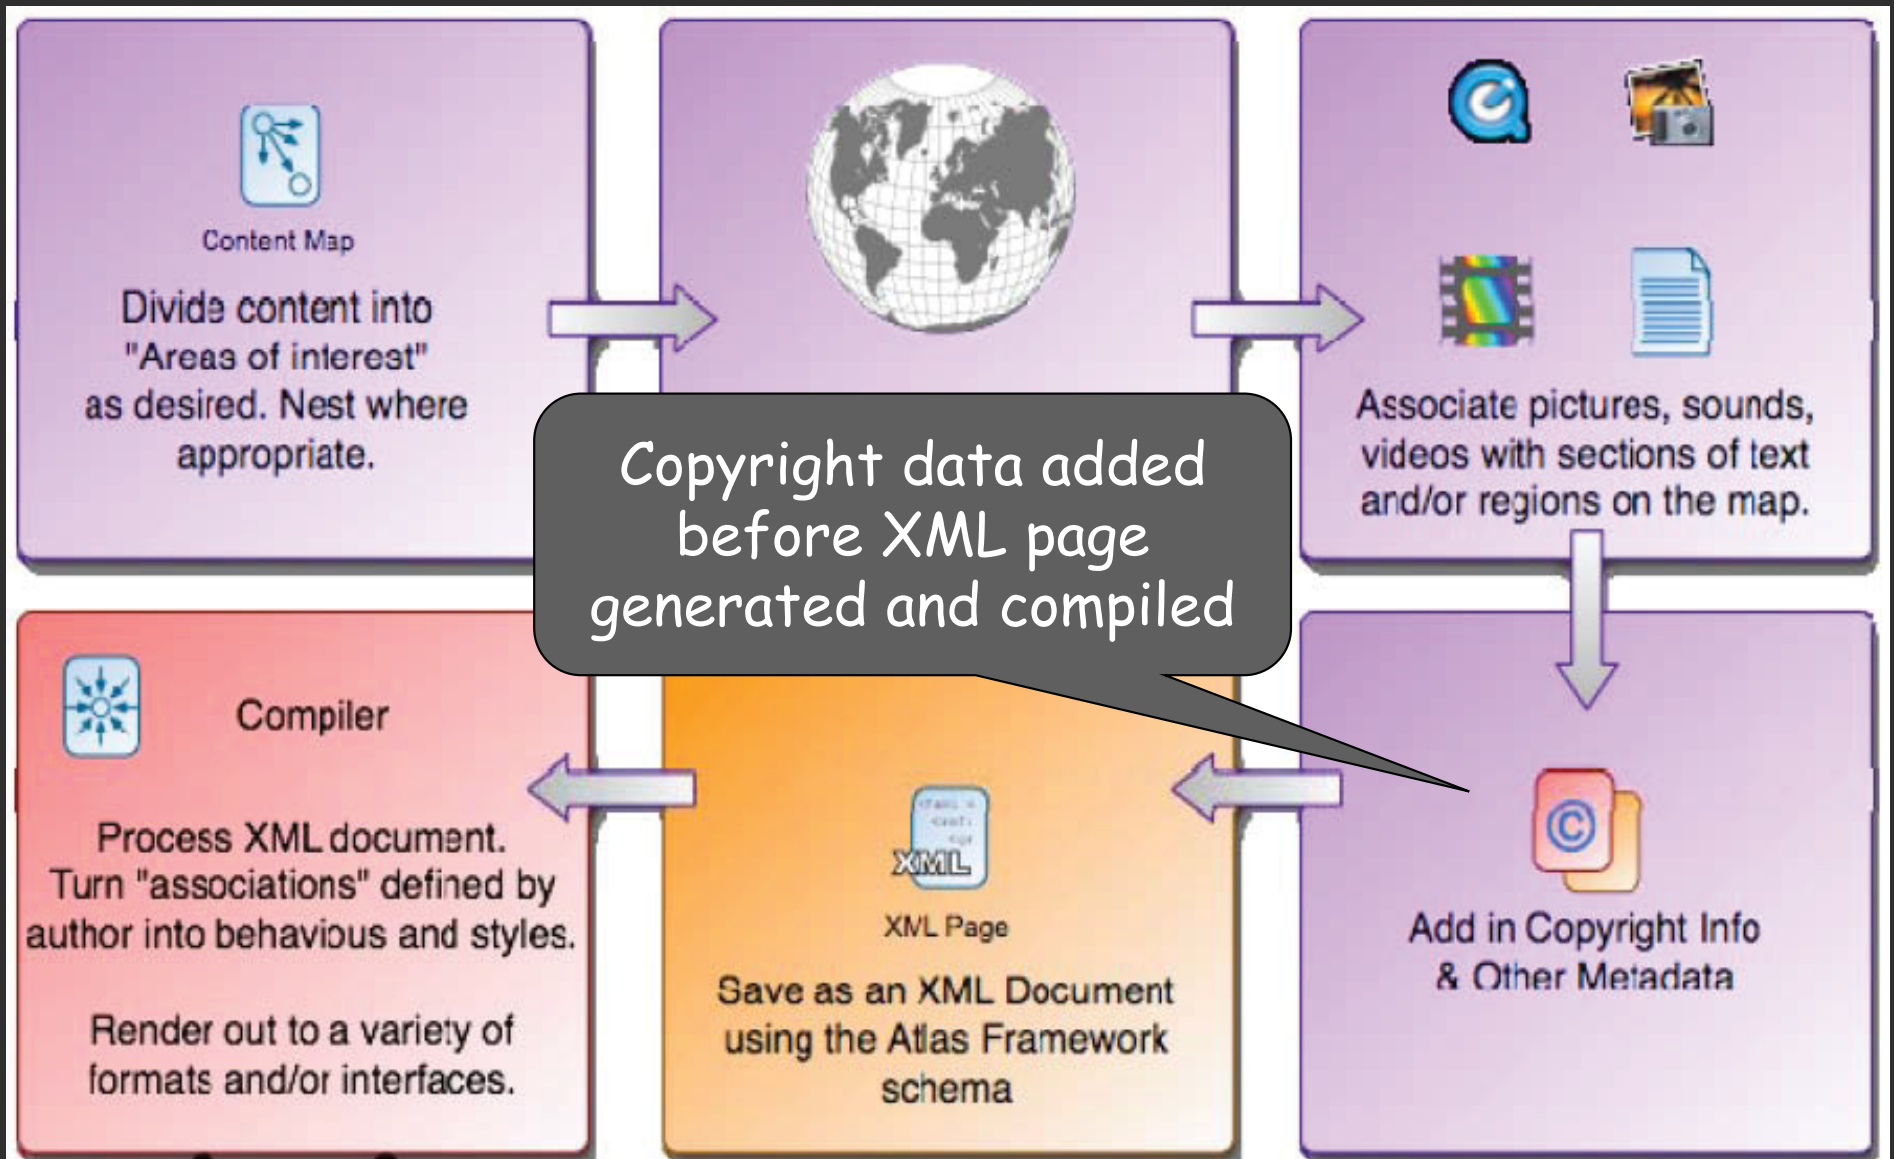 Content Map
Divide content into
"Areas of interest"
as desired. Nest where
appropriate.
Associate pictures, sounds,
videos with sections of text
and/or regions on the map.
Copyright data added
before XML page
generated and compiled
Add in Copyright Info
& Other Metadata
XML
XML Page
Save as an XML Document
using the Atlas Framework
schema
Compiler
Process XML document.
Turn "associations" defined by
author into behavious and styles.
Render out to a variety of
formats and/or interfaces.
©